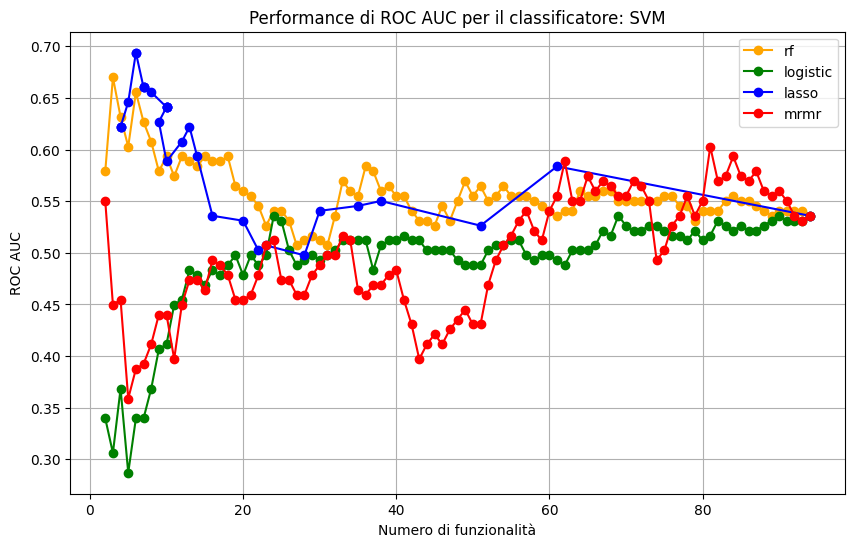 Performance di ROC AUC per il classificatore: SVM
rf
logistic
lasso
mrmr
ROC AUC
0.70
0.65
0.60
0.55
0.50
0.45
0.40
0.35
0.30
0
20
40
60
80
Numero di funzionalità